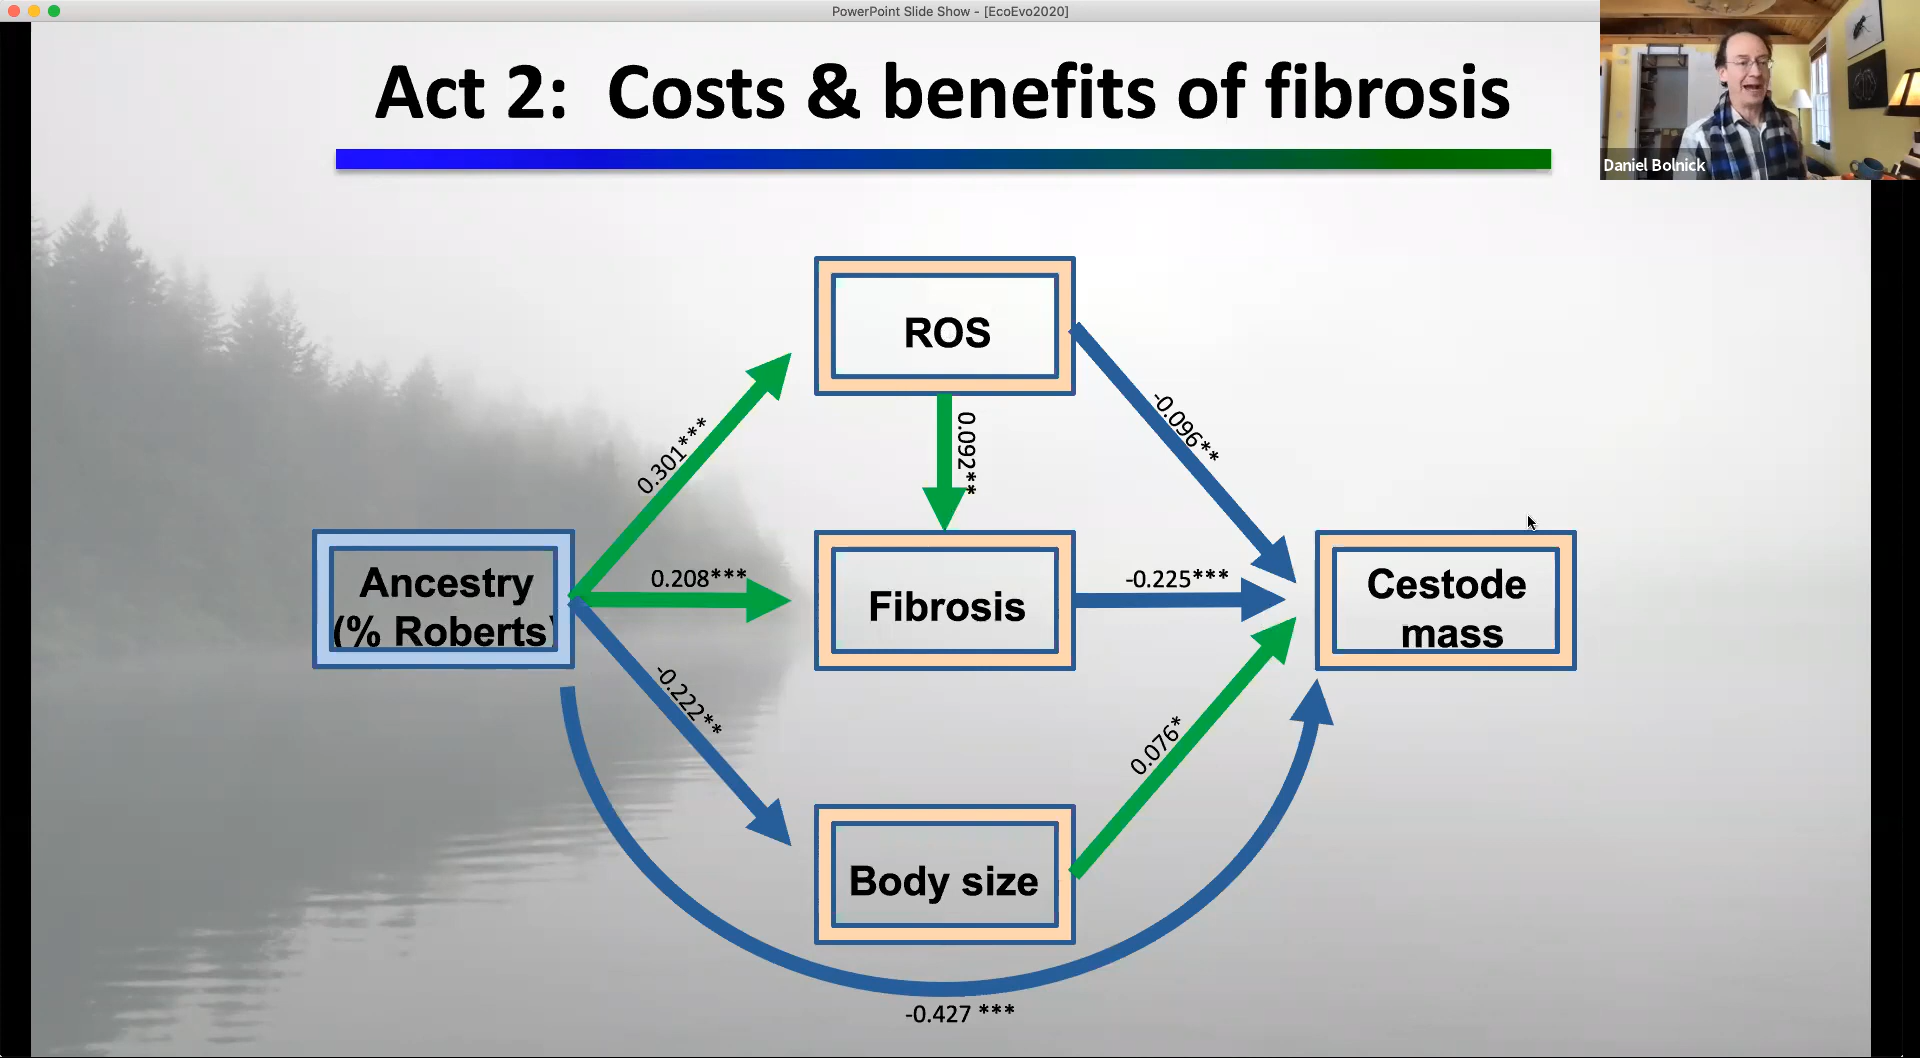 PowerPoint Slide Show - [EcoEvo2020]
Act 2: Costs & benefits of fibrosis
Daniel Bolnick
ROS
-0.096**
0.301***
0.092**
Ancestry
(% Roberts)
0.208***
Fibrosis
-0.225***
Cestode
mass
-0.222**
0.076*
Body size
-0.427 ***